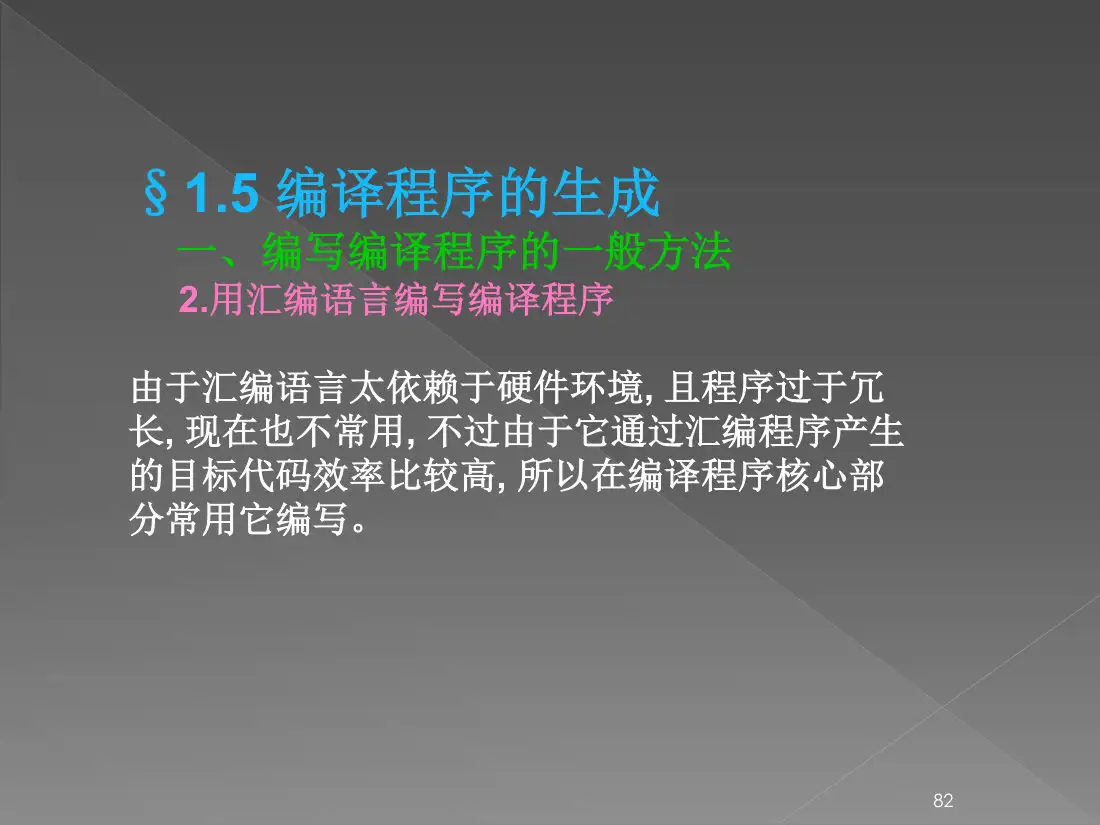 §1.5 编译程序的生成
一、编写编译程序的一般方法
2.用汇编语言编写编译程序
由于汇编语言太依赖于硬件环境,且程序过于冗
长,现在也不常用,不过由于它通过汇编程序产生
的目标代码效率比较高,所以在编译程序核心部
分常用它编写。
82